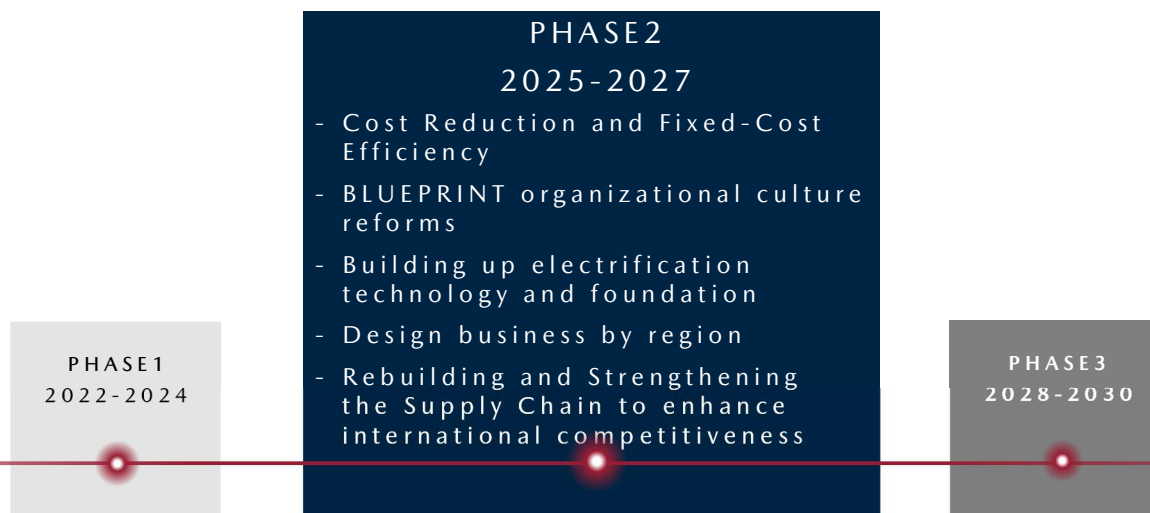 PHASE1
2022-2024
PHASE2
2025-2027
- Cost Reduction and Fixed-Cost
Efficiency
- BLUEPRINT organizational culture
reforms
- Building up electrification
technology and foundation
- Design business by region
- Rebuilding and Strengthening
the Supply Chain to enhance
international competitiveness
PHASE3
2028-2030